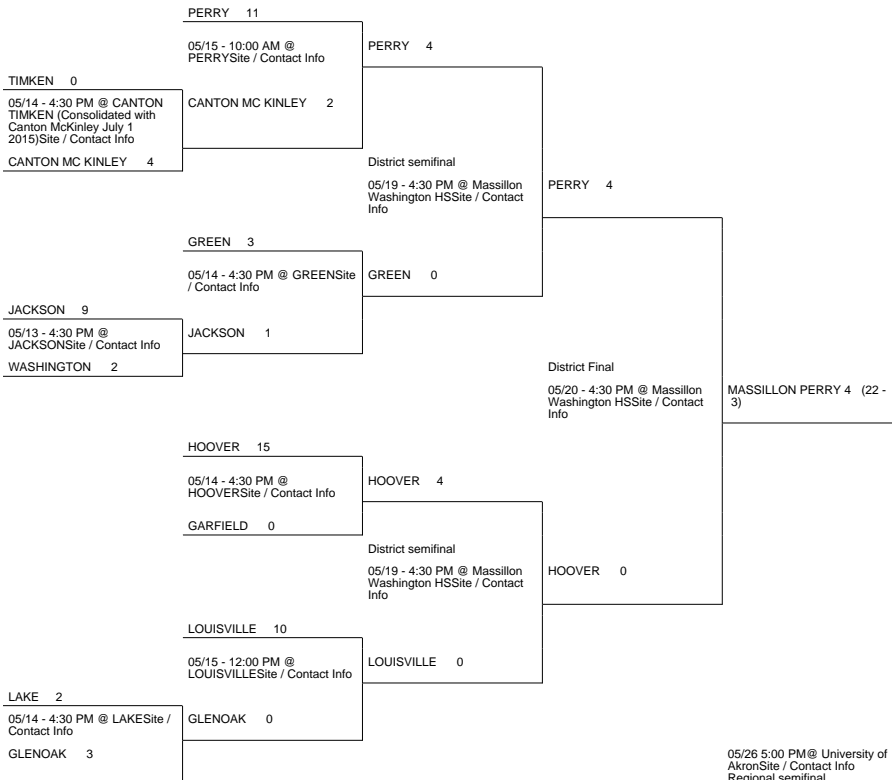 PERRY 11
05/15 - 10:00 AM @
PERRYSite / Contact Info
PERRY 4
TIMKEN 0
05/14 - 4:30 PM @ CANTON
TIMKEN (Consolidated with
Canton McKinley July 1
2015)Site / Contact Info
CANTON MC KINLEY 2
CANTON MC KINLEY 4
District semifinal
05/19 - 4:30 PM @ Massillon
Washington HSSite / Contact
Info
PERRY 4
GREEN 3
05/14 - 4:30 PM @ GREENSite
/ Contact Info
GREEN 0
JACKSON 9
05/13 - 4:30 PM @
JACKSONSite / Contact Info
JACKSON 1
WASHINGTON 2
District Final
05/20 - 4:30 PM @ Massillon
Washington HSSite / Contact
Info
MASSILLON PERRY 4 (22 -
3)
HOOVER 15
05/14 - 4:30 PM @
HOOVERSite / Contact Info
HOOVER 4
GARFIELD 0
District semifinal
05/19 - 4:30 PM @ Massillon
Washington HSSite / Contact
Info
HOOVER 0
LOUISVILLE 10
05/15 - 12:00 PM @
LOUISVILLESite / Contact Info
LOUISVILLE 0
LAKE 2
05/14 - 4:30 PM @ LAKESite /
Contact Info
GLENOAK 0
GLENOAK 3
05/26 5:00 PM@ University of
AkronSite / Contact Info
Regional semifinal